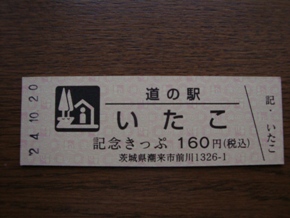 24.10.20
道の駅
いたこ
記念きっぷ 160円(税込)
茨城県潮来市前川1326-1
記・いたこ